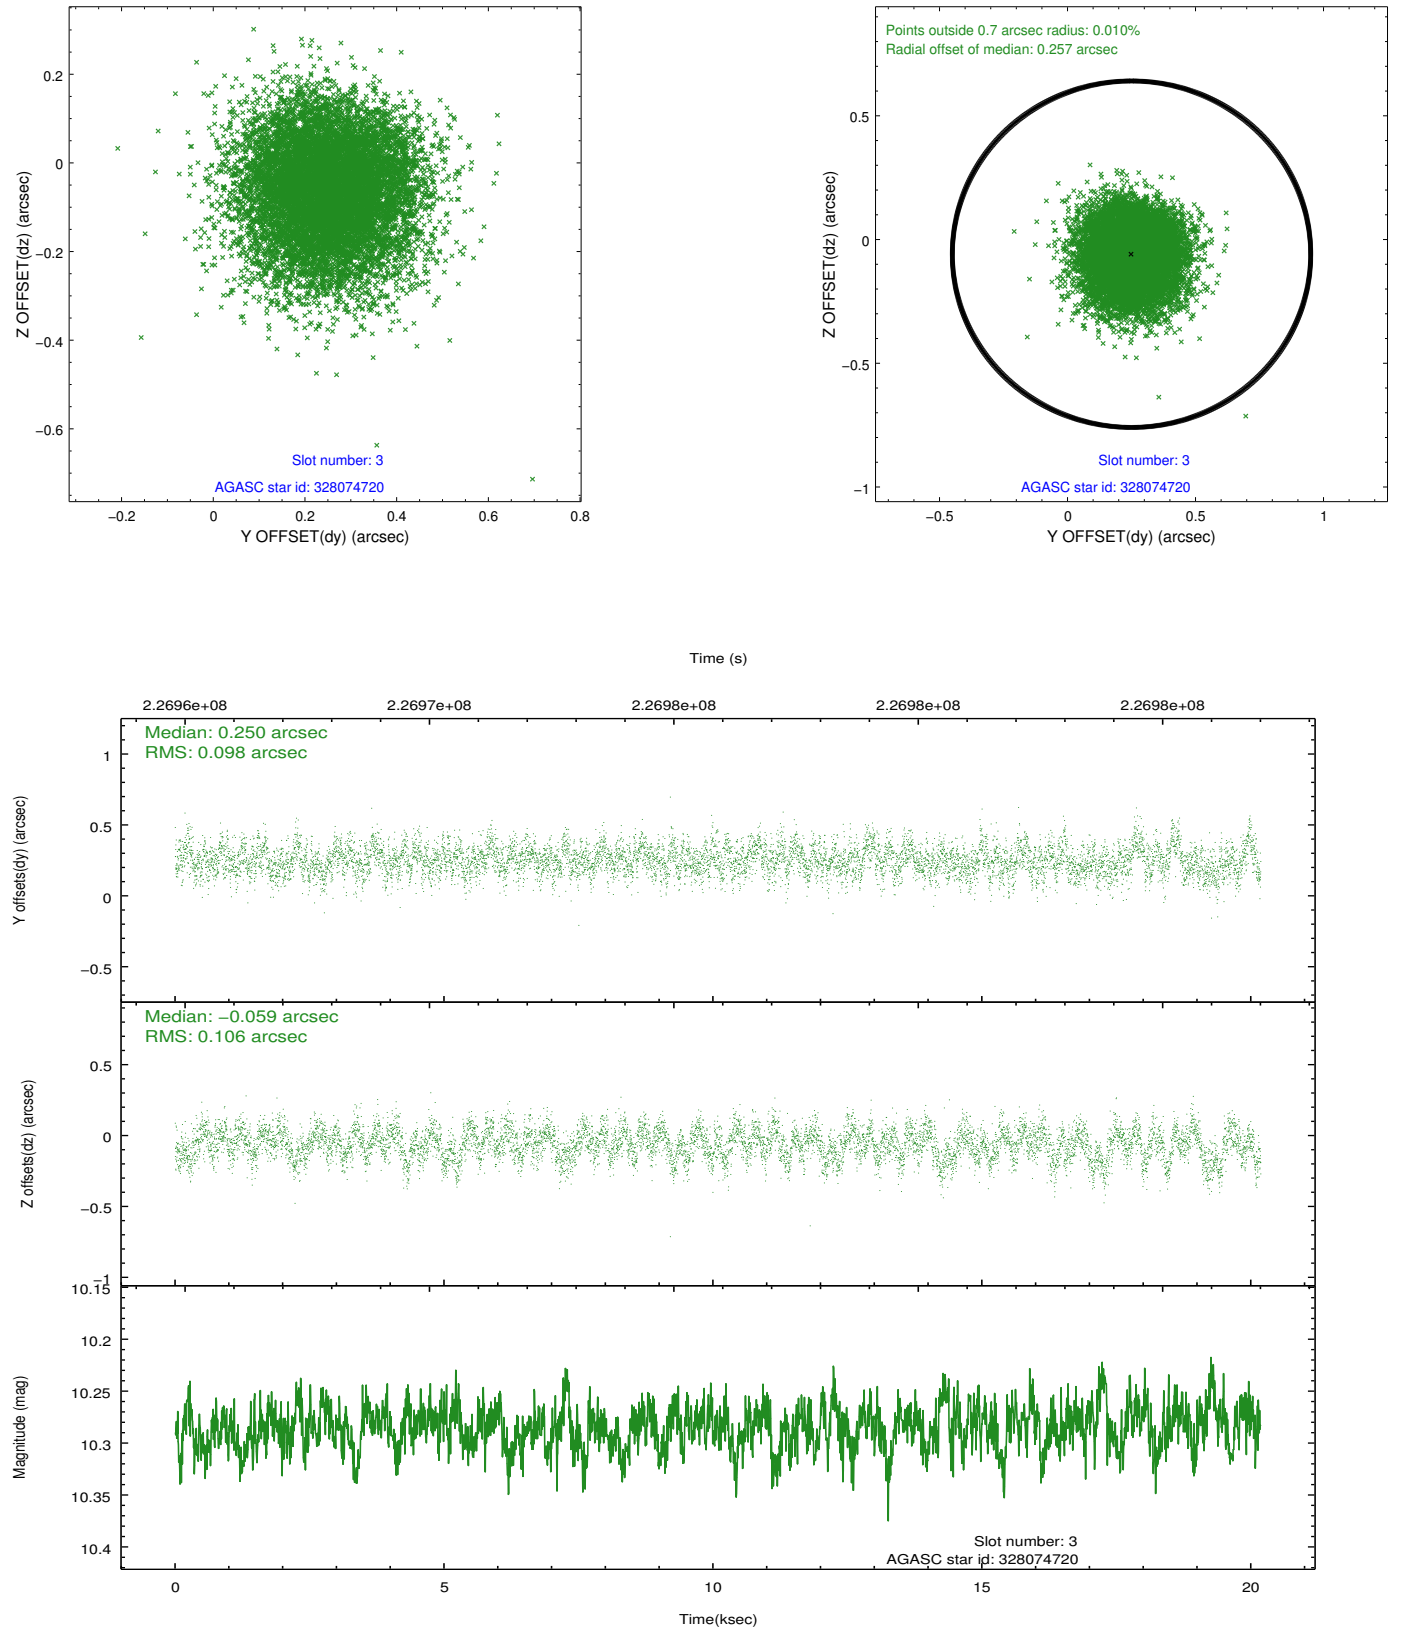 0.2
0
−0.2
−0.4
−0.6
Z OFFSET(dz) (arcsec)
Slot number: 3
AGASC star id: 328074720
−0.2 0 0.2 0.4 0.6 0.8
Y OFFSET(dy) (arcsec)
Points outside 0.7 arcsec radius: 0.010%
Radial offset of median: 0.257 arcsec
0.5
0
−0.5
−1
Z OFFSET(dz) (arcsec)
Slot number: 3
AGASC star id: 328074720
−0.5 0 0.5 1
Y OFFSET(dy) (arcsec)
Time (s)
2.2696e+08 2.2697e+08 2.2698e+08 2.2698e+08 2.2698e+08
Median: 0.250 arcsec
RMS: 0.098 arcsec
1
0.5
0
−0.5
Y offsets(dy) (arcsec)
Median: −0.059 arcsec
RMS: 0.106 arcsec
0.5
0
−0.5
−1
Z offsets(dz) (arcsec)
10.15
10.2
10.25
10.3
10.35
10.4
Magnitude (mag)
Slot number: 3
AGASC star id: 328074720
0 5 10 15 20
Time(ksec)